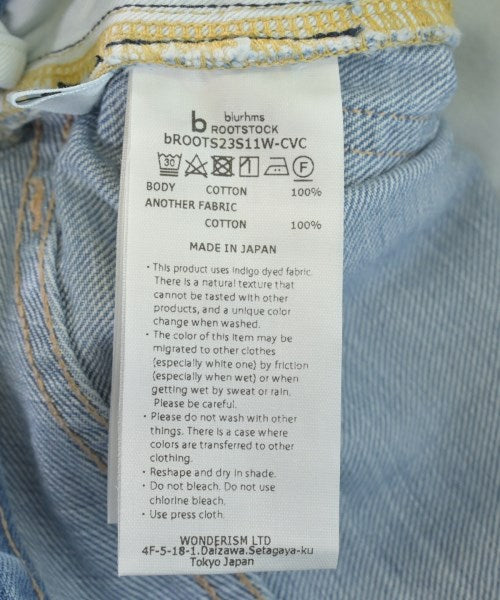 b blurhms
ROOTSTOCK
bROOTS23S11W-CVC
30 F
BODY COTTON 100%
ANOTHER FABRIC
COTTON 100%
MADE IN JAPAN
・This product uses indigo dyed fabric.
There is a natural texture that
cannot be tasted with other
products, and a unique color
change when washed.
・The color of this item may be
migrated to other clothes
(especially white one) by friction
(especially when wet) or when
getting wet by sweat or rain.
Please be careful.
・Please do not wash with other
things. There is a case where
colors are transferred to other
clothing.
・Reshape and dry in shade.
・Do not bleach. Do not use
chlorine bleach.
・Use press cloth.
WONDERISM LTD
4F-5-18-1.Daizawa.Setagaya-ku
Tokyo Japan